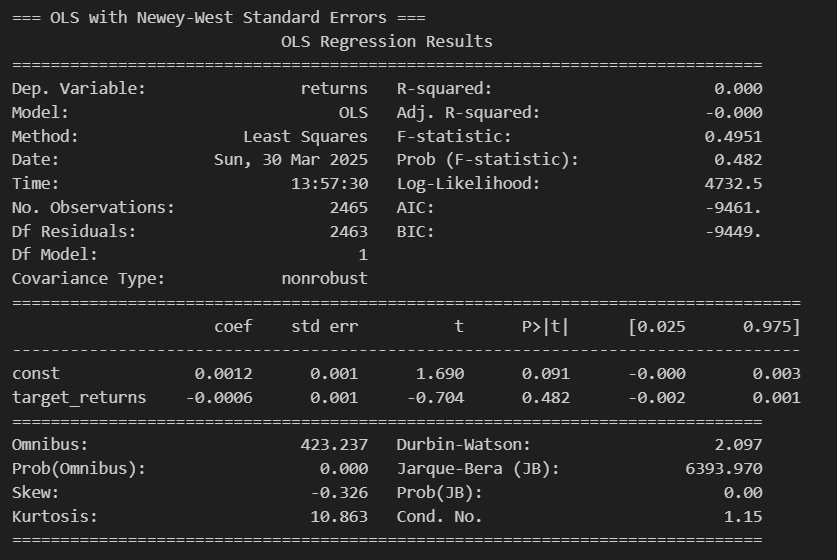 === OLS with Newey-West Standard Errors ===
                            OLS Regression Results
==============================================================================
Dep. Variable:                returns   R-squared:                       0.000
Model:                            OLS   Adj. R-squared:                 -0.000
Method:                 Least Squares   F-statistic:                    0.4951
Date:                Sun, 30 Mar 2025   Prob (F-statistic):              0.482
Time:                        13:57:30   Log-Likelihood:                 4732.5
No. Observations:                2465   AIC:                            -9461.
Df Residuals:                    2463   BIC:                            -9449.
Df Model:                           1
Covariance Type:            nonrobust
==================================================================================
                     coef    std err          t      P>|t|      [0.025      0.975]
----------------------------------------------------------------------------------
const              0.0012      0.001      1.690      0.091      -0.000       0.003
target_returns    -0.0006      0.001     -0.704      0.482      -0.002       0.001
==============================================================================
Omnibus:                      423.237   Durbin-Watson:                   2.097
Prob(Omnibus):                  0.000   Jarque-Bera (JB):             6393.970
Skew:                          -0.326   Prob(JB):                         0.00
Kurtosis:                      10.863   Cond. No.                         1.15
==============================================================================